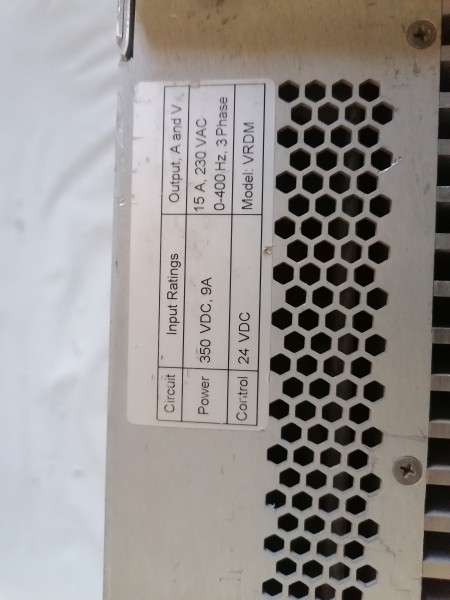 Circuit Input Ratings Output, A and V
Power 350 VDC, 9A 15 A, 230 VAC
0-400 Hz, 3 Phase
Control 24 VDC Model: VRDM